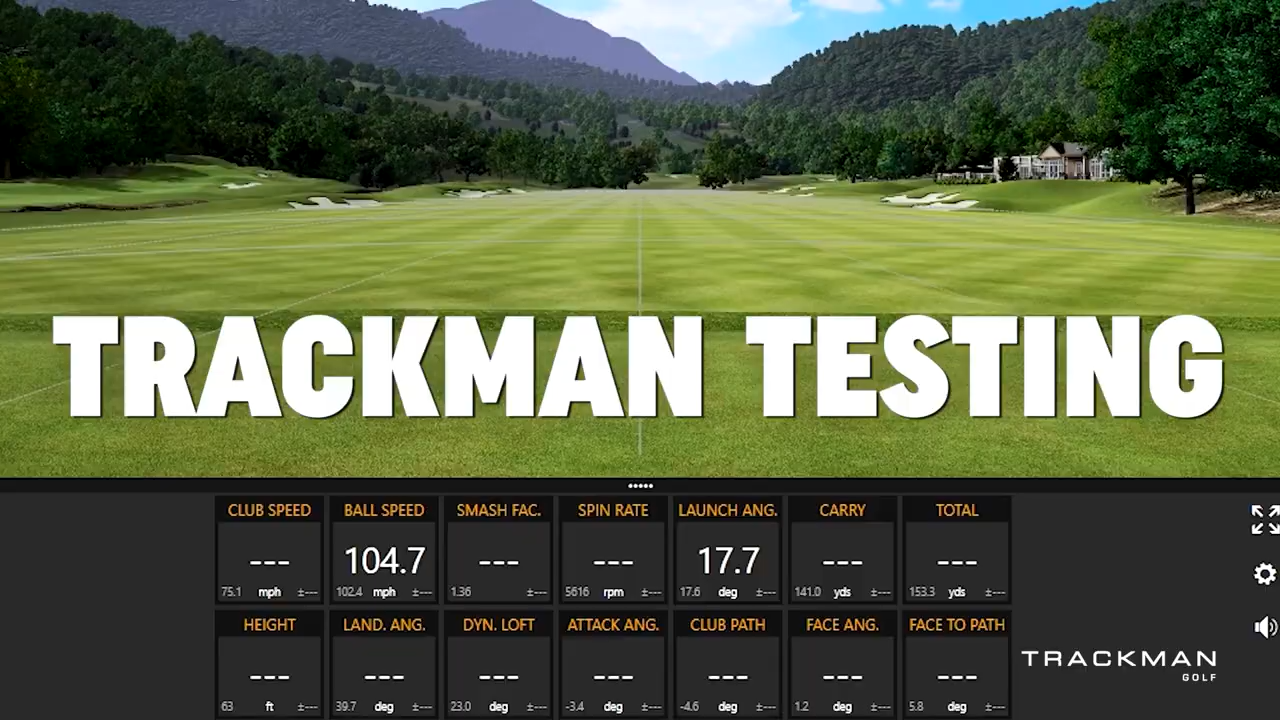 TRACKMAN TESTING
CLUB SPEED BALL SPEED SMASH FAC. SPIN RATE LAUNCH ANG. CARRY TOTAL
--- 104.7 --- --- 17.7 --- ---
75.1 mph ±--- 102.4 mph ±--- 1.36 ±--- 5616 rpm ±--- 17.6 deg ±--- 141.0 yds ±--- 153.3 yds ±---
HEIGHT LAND. ANG. DYN. LOFT ATTACK ANG. CLUB PATH FACE ANG. FACE TO PATH
--- --- --- --- --- --- ---
63 ft ±--- 39.7 deg ±--- 23.0 deg ±--- -3.4 deg ±--- -4.6 deg ±--- 1.2 deg ±--- 5.8 deg ±---
TRACKMAN
GOLF